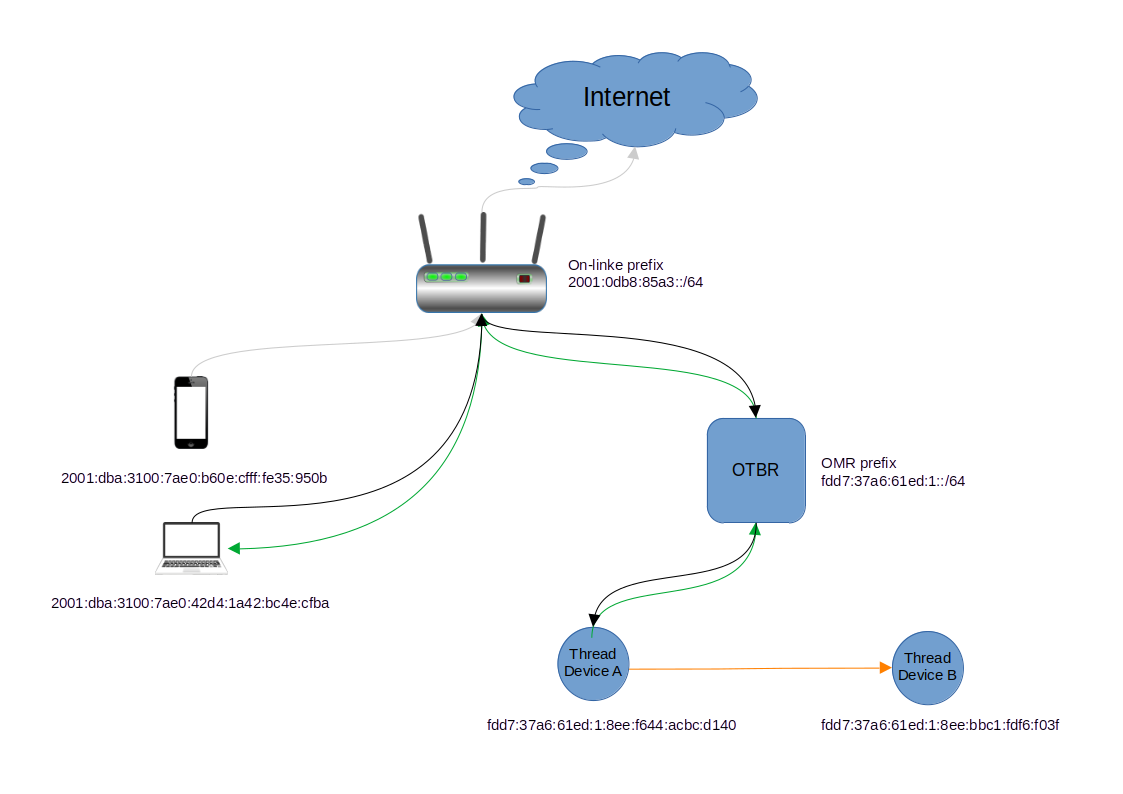 Internet
On-linke prefix
2001:0db8:85a3::/64
2001:dba:3100:7ae0:b60e:cfff:fe35:950b
OTBR
OMR prefix
fdd7:37a6:61ed:1::/64
2001:dba:3100:7ae0:42d4:1a42:bc4e:cfba
Thread
Device A
Thread
Device B
fdd7:37a6:61ed:1:8ee:f644:acbc:d140
fdd7:37a6:61ed:1:8ee:bbc1:fdf6:f03f